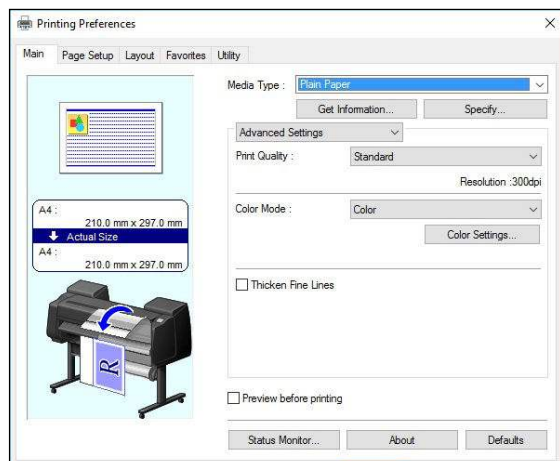 Printing Preferences
Main Page Setup Layout Favorites Utility
Media Type : Plain Paper
Get Information... Specify...
Advanced Settings
Print Quality : Standard
Resolution :300dpi
A4 :
210.0 mm x 297.0 mm
Actual Size
A4 :
210.0 mm x 297.0 mm
Color Mode : Color
Color Settings...
Thicken Fine Lines
R
Preview before printing
Status Monitor... About Defaults